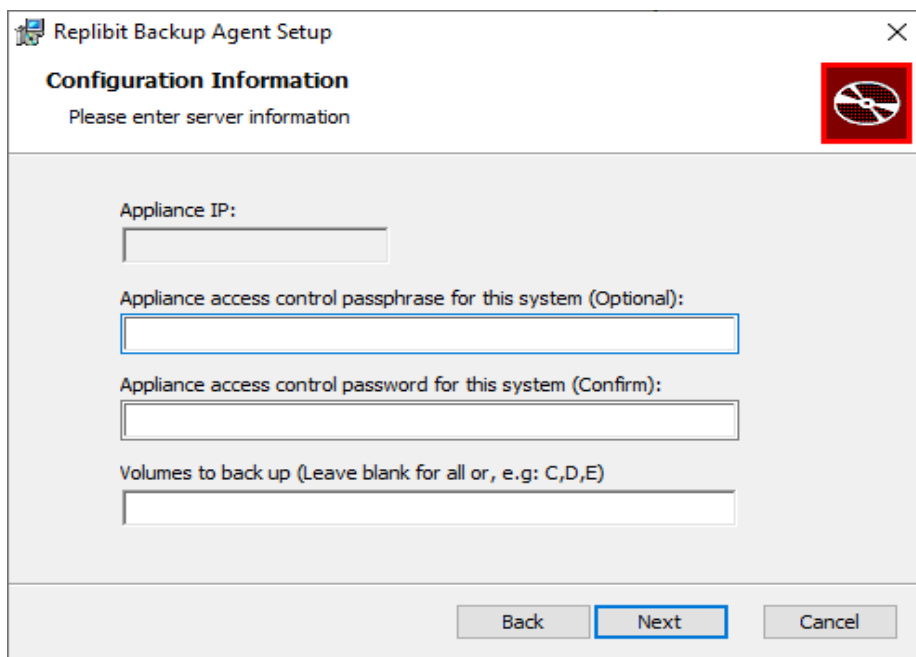 Replibit Backup Agent Setup
Configuration Information
Please enter server information
Appliance IP:
Appliance access control passphrase for this system (Optional):
Appliance access control password for this system (Confirm):
Volumes to back up (Leave blank for all or, e.g: C,D,E)
Back Next Cancel